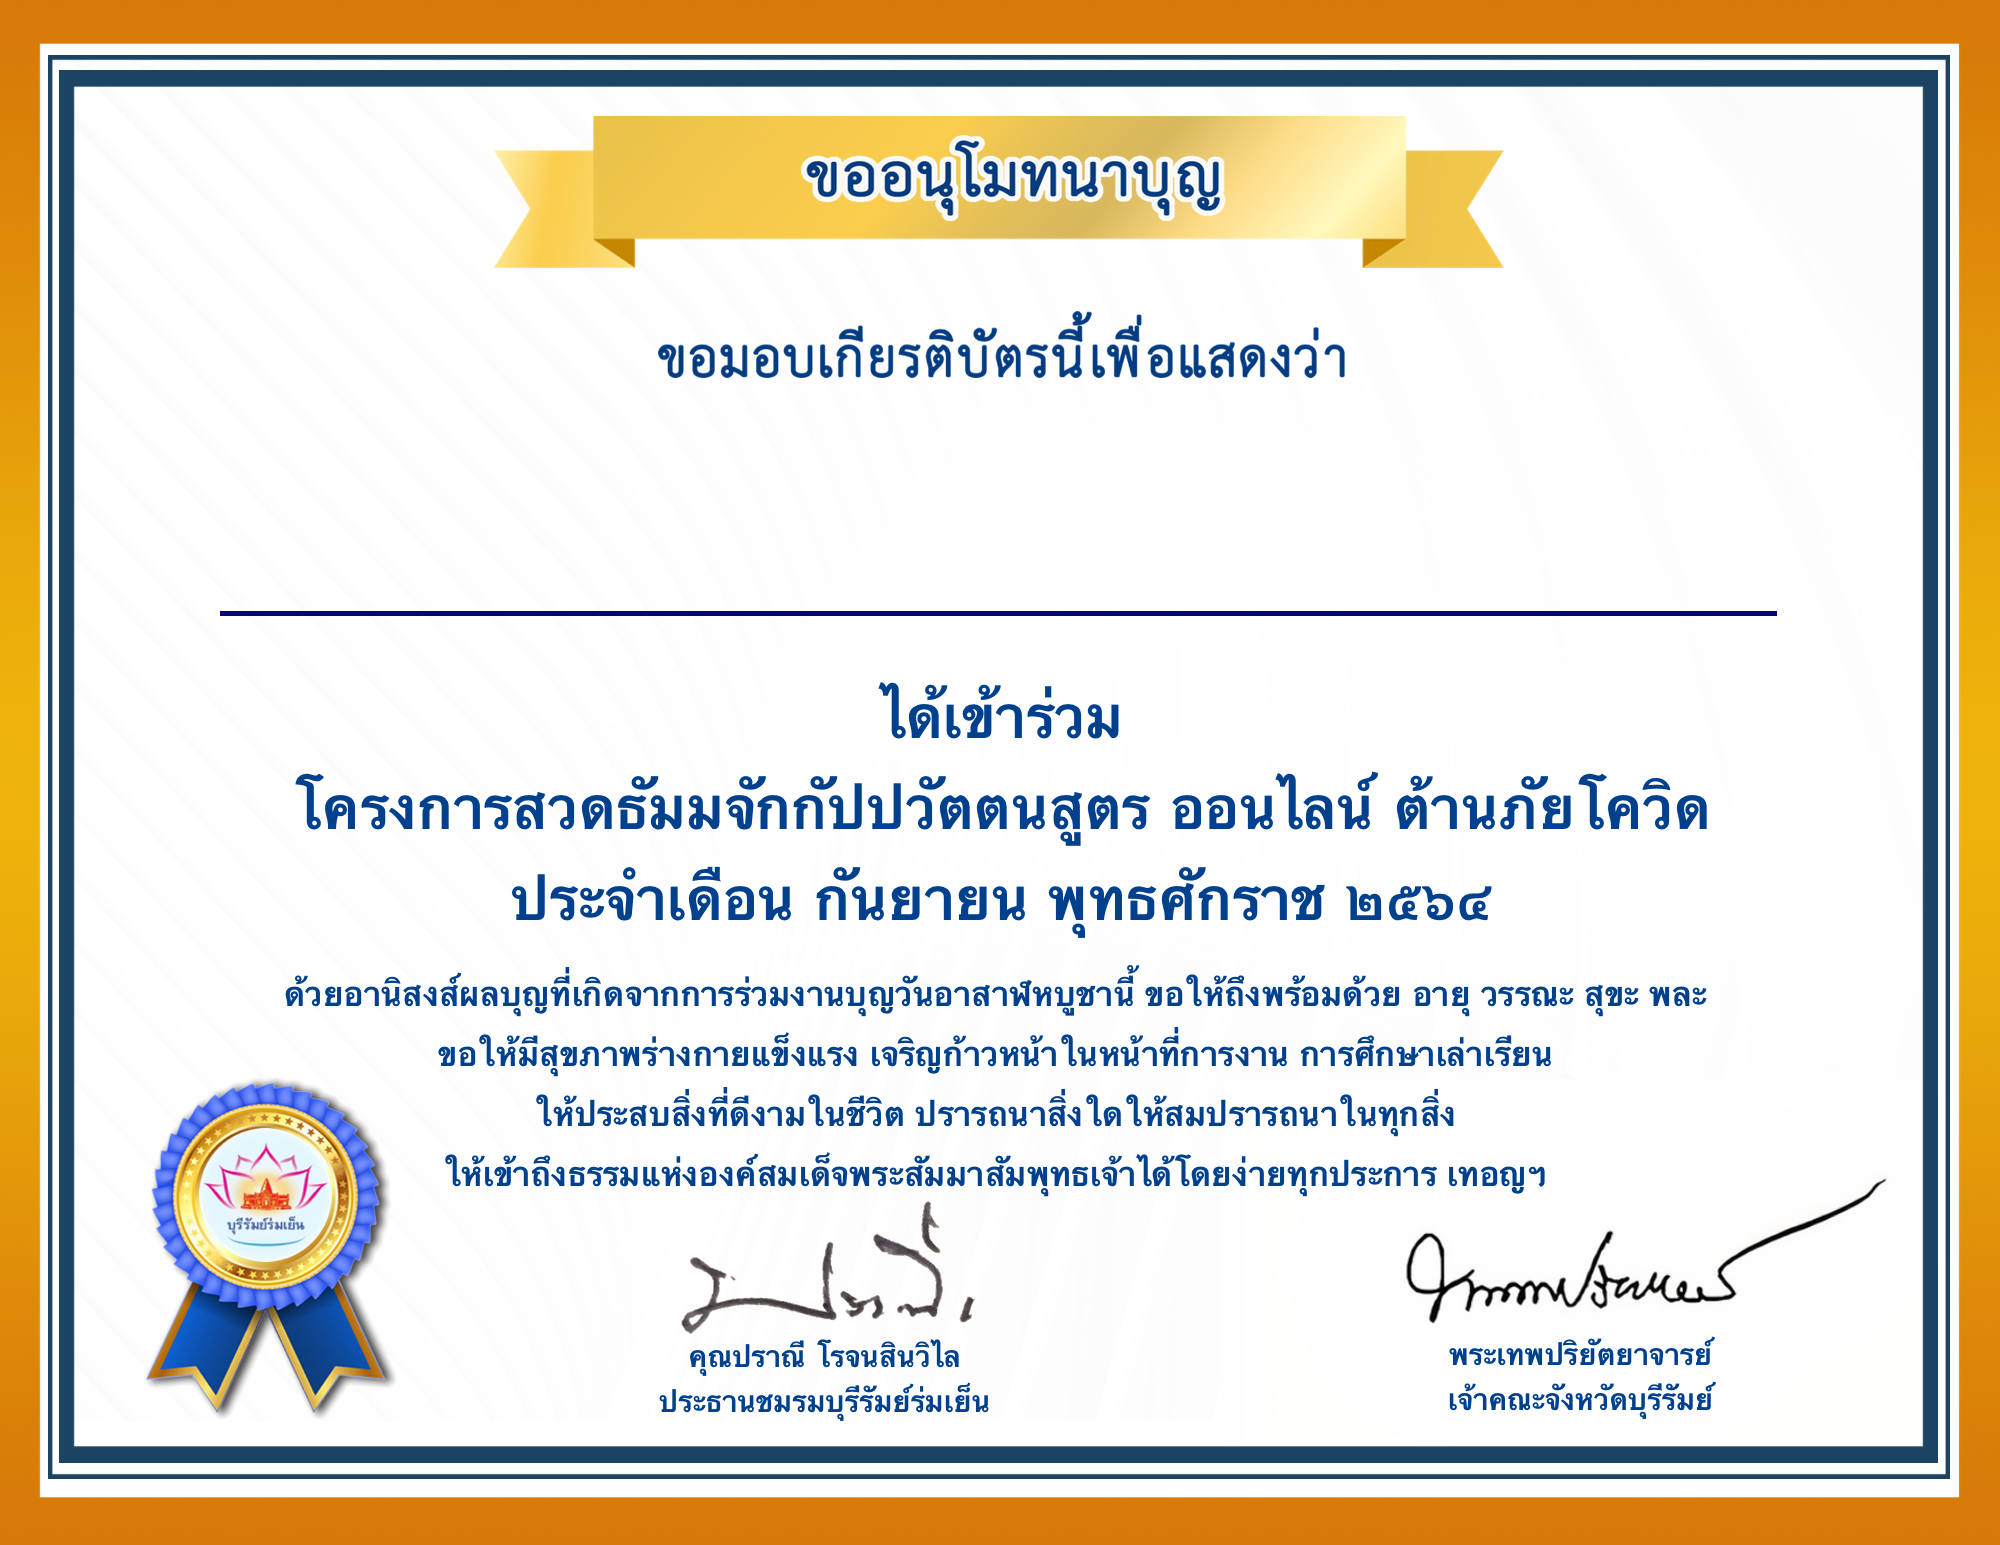 ขออนุโมทนาบุญ
ขอมอบเกียรติบัตรนี้เพื่อแสดงว่า
ได้เข้าร่วม
โครงการสวดธัมมจักกัปปวัตตนสูตร ออนไลน์ ต้านภัยโควิด
ประจำเดือน กันยายน พุทธศักราช ๒๕๖๔
ด้วยอานิสงส์ผลบุญที่เกิดจากการร่วมงานบุญวันอาสาฬหบูชานี้ ขอให้ถึงพร้อมด้วย อายุ วรรณะ สุขะ พละ
ขอให้มีสุขภาพร่างกายแข็งแรง เจริญก้าวหน้าในหน้าที่การงาน การศึกษาเล่าเรียน
ให้ประสบสิ่งที่ดีงามในชีวิต ปรารถนาสิ่งใดให้สมปรารถนาในทุกสิ่ง
ให้เข้าถึงธรรมแห่งองค์สมเด็จพระสัมมาสัมพุทธเจ้าได้โดยง่ายทุกประการ เทอญฯ
บุรีรัมย์ร่มเย็น
คุณปราณี โรจนสินวิไล
ประธานชมรมบุรีรัมย์ร่มเย็น
พระเทพปริยัตยาจารย์
เจ้าคณะจังหวัดบุรีรัมย์